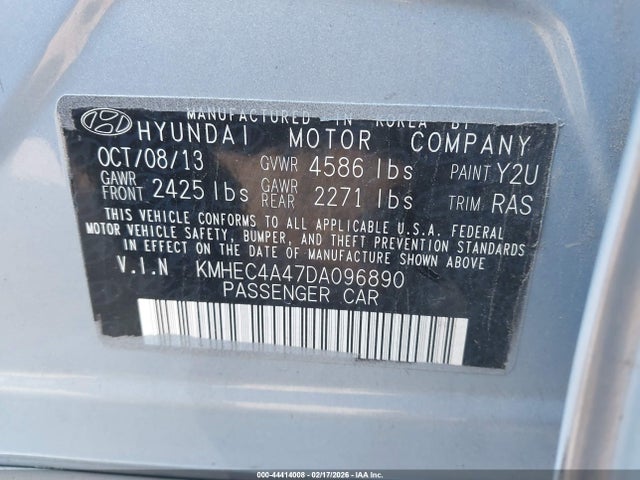 MANUFACTURED IN KOREA BY
HYUNDAI MOTOR COMPANY
OCT/08/13 GVWR 4586 lbs PAINT Y2U
GAWR FRONT 2425 lbs GAWR REAR 2271 lbs TRIM RAS
THIS VEHICLE CONFORMS TO ALL APPLICABLE U.S.A. FEDERAL
MOTOR VEHICLE SAFETY, BUMPER, AND THEFT PREVENTION STANDARDS
IN EFFECT ON THE DATE OF MANUFACTURE SHOWN ABOVE.
V.I.N KMHEC4A47DA096890
PASSENGER CAR
000-44414008 - 02/17/2026 - Copyright © IAA, Inc.